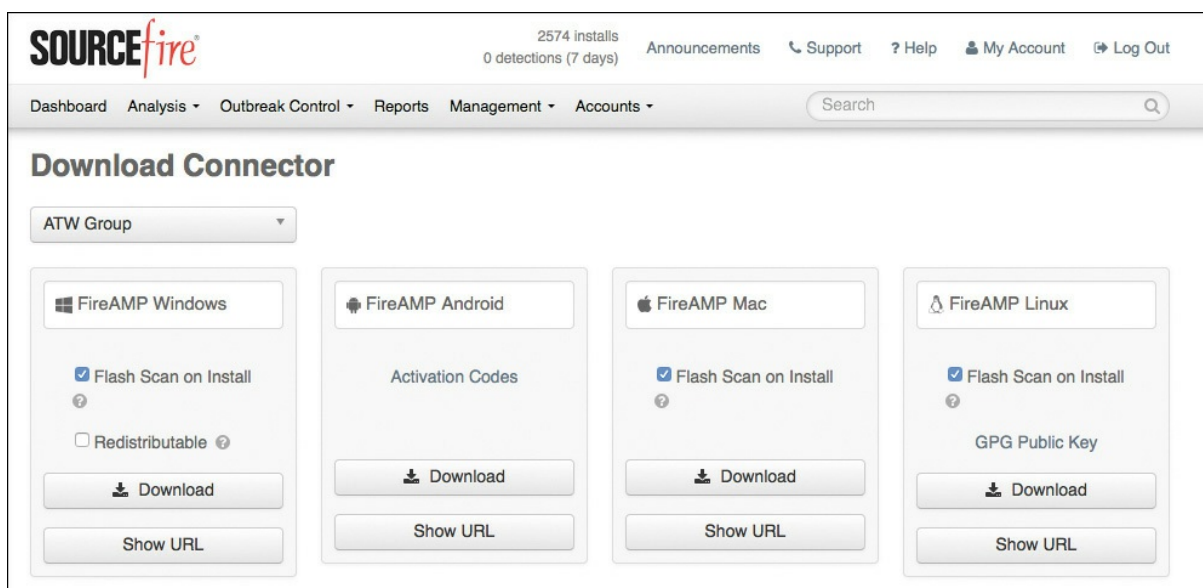 SOURCEfire®
2574 installs
0 detections (7 days)
Announcements
Support
? Help
My Account
Log Out
Dashboard
Analysis
Outbreak Control
Reports
Management
Accounts
Search
Download Connector
ATW Group
FireAMP Windows
Flash Scan on Install
?
Redistributable ?
Download
Show URL
FireAMP Android
Activation Codes
Download
Show URL
FireAMP Mac
Flash Scan on Install
?
Download
Show URL
FireAMP Linux
Flash Scan on Install
?
GPG Public Key
Download
Show URL